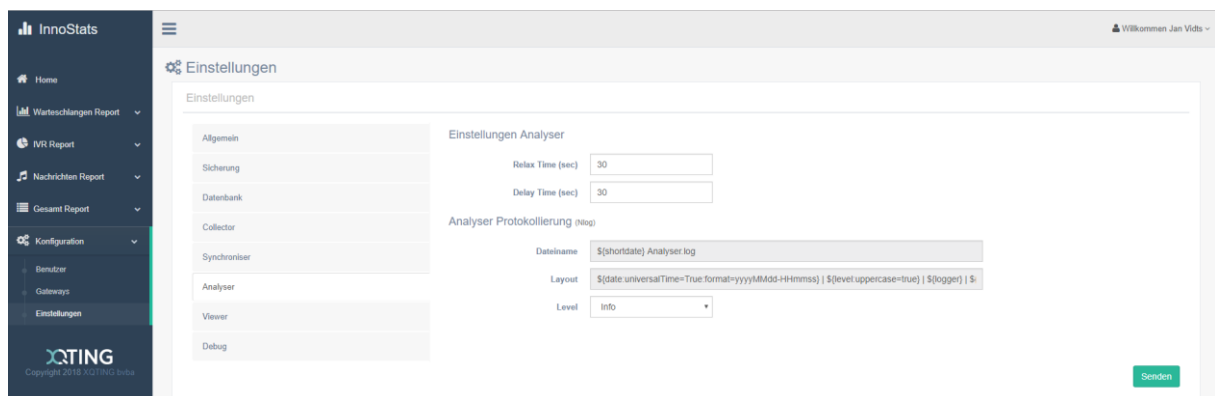 InnoStats
Willkommen Jan Vidts
Home
Warteschlangen Report
IVR Report
Nachrichten Report
Gesamt Report
Konfiguration
Benutzer
Gateways
Einstellungen
XQTING
Copyright 2018 XQTING bvba
Einstellungen
Einstellungen
Allgemein
Sicherung
Datenbank
Collector
Synchroniser
Analyser
Viewer
Debug
Einstellungen Analyser
Relax Time (sec) 30
Delay Time (sec) 30
Analyser Protokollierung (Nlog)
Dateiname ${shortdate} Analyser.log
Layout ${date:universalTime=True:format=yyyyMMdd-HHmmss} | ${level:uppercase=true} | ${logger} | $
Level Info
Senden